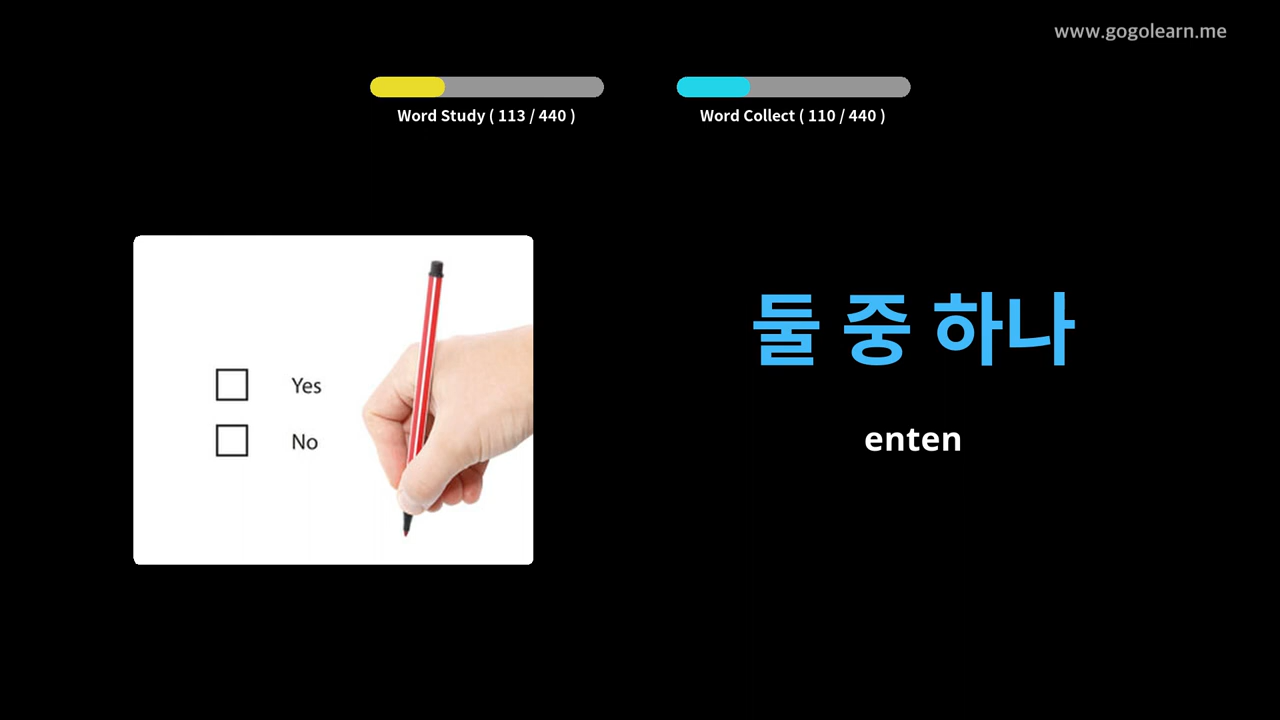 www.gogolearn.me
Word Study ( 113 / 440 )
Word Collect ( 110 / 440 )
Yes
No
둘 중 하나
enten